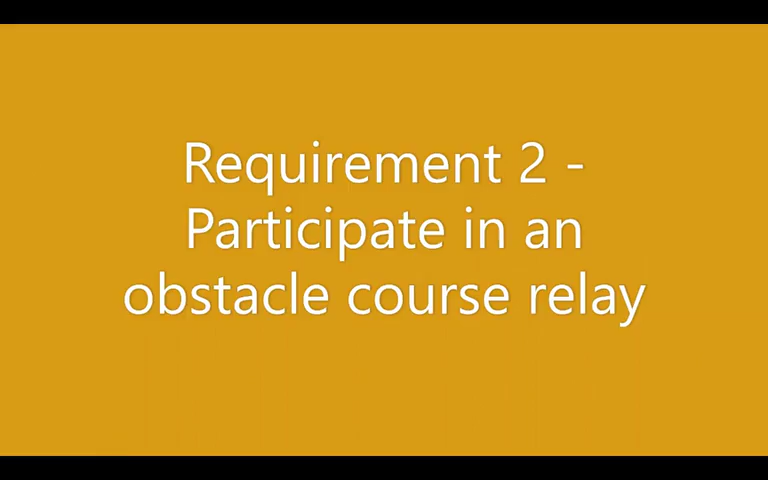 Requirement 2 -
Participate in an
obstacle course relay